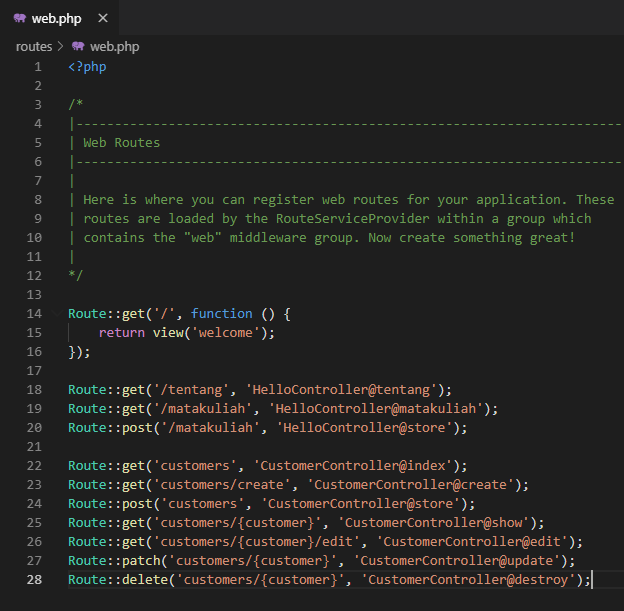 web.php
routes > web.php
1 <?php
2
3 /*
4 |-----------------------------------------------------------------------
5 | Web Routes
6 |-----------------------------------------------------------------------
7 |
8 | Here is where you can register web routes for your application. These
9 | routes are loaded by the RouteServiceProvider within a group which
10 | contains the "web" middleware group. Now create something great!
11 |
12 */
13
14 Route::get('/', function () {
15     return view('welcome');
16 });
17
18 Route::get('/tentang', 'HelloController@tentang');
19 Route::get('/matakuliah', 'HelloController@matakuliah');
20 Route::post('/matakuliah', 'HelloController@store');
21
22 Route::get('customers', 'CustomerController@index');
23 Route::get('customers/create', 'CustomerController@create');
24 Route::post('customers', 'CustomerController@store');
25 Route::get('customers/{customer}', 'CustomerController@show');
26 Route::get('customers/{customer}/edit', 'CustomerController@edit');
27 Route::patch('customers/{customer}', 'CustomerController@update');
28 Route::delete('customers/{customer}', 'CustomerController@destroy');